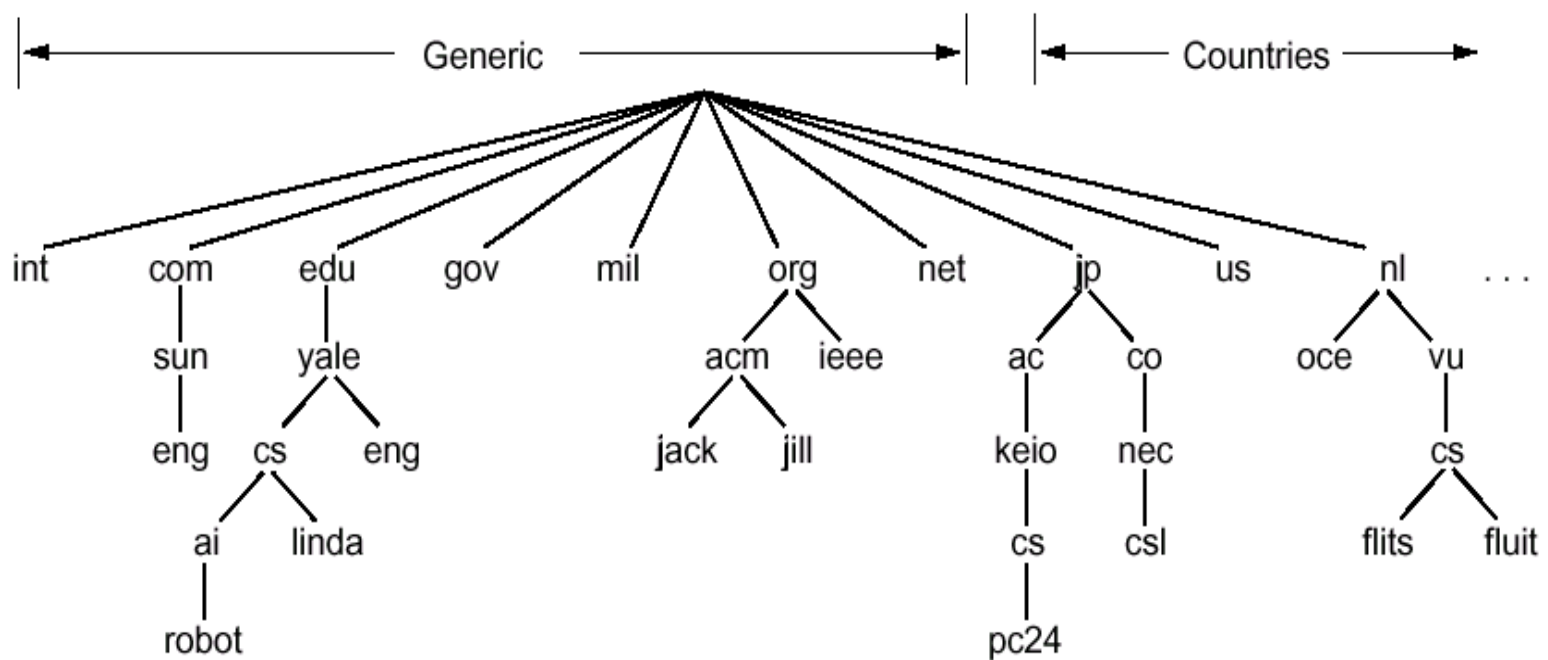 Generic Countries
int com edu gov mil org net jp us nl . . .
sun yale acm ieee ac co oce vu
eng cs eng jack jill keio nec cs
ai linda cs csl flits fluit
robot pc24